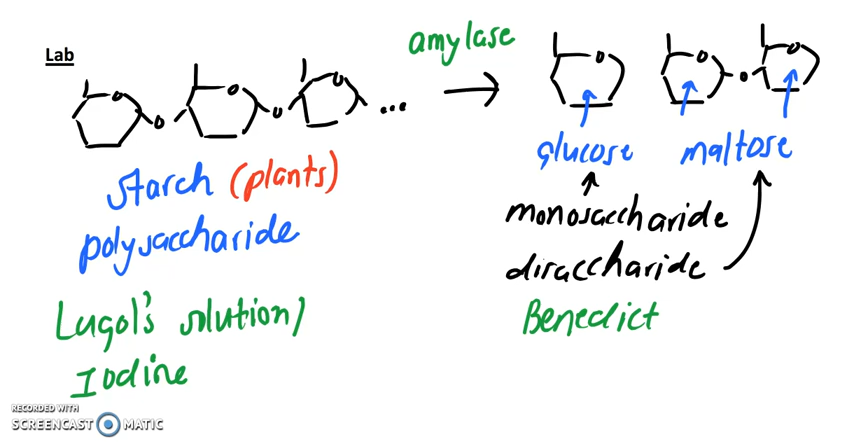 Lab
amylase
...
starch (plants)
polysaccharide
Lugol's solution/
Iodine
glucose
maltose
monosaccharide
disaccharide
Benedict
RECORDED WITH
SCREENCAST MATIC